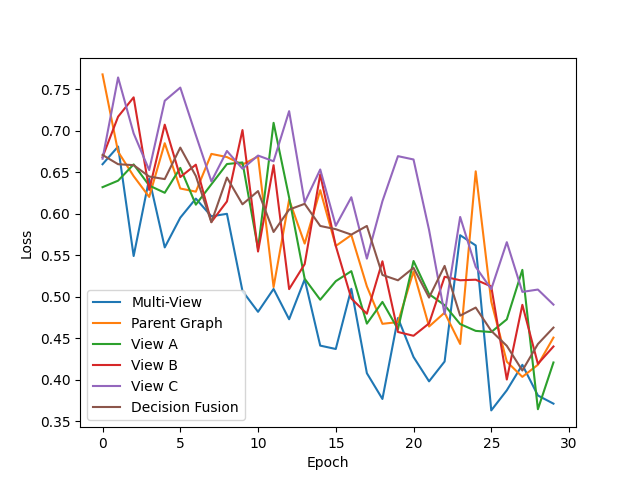 0.75
0.70
0.65
0.60
0.55
0.50
0.45
0.40
0.35
Loss
Multi-View
Parent Graph
View A
View B
View C
Decision Fusion
0 5 10 15 20 25 30
Epoch